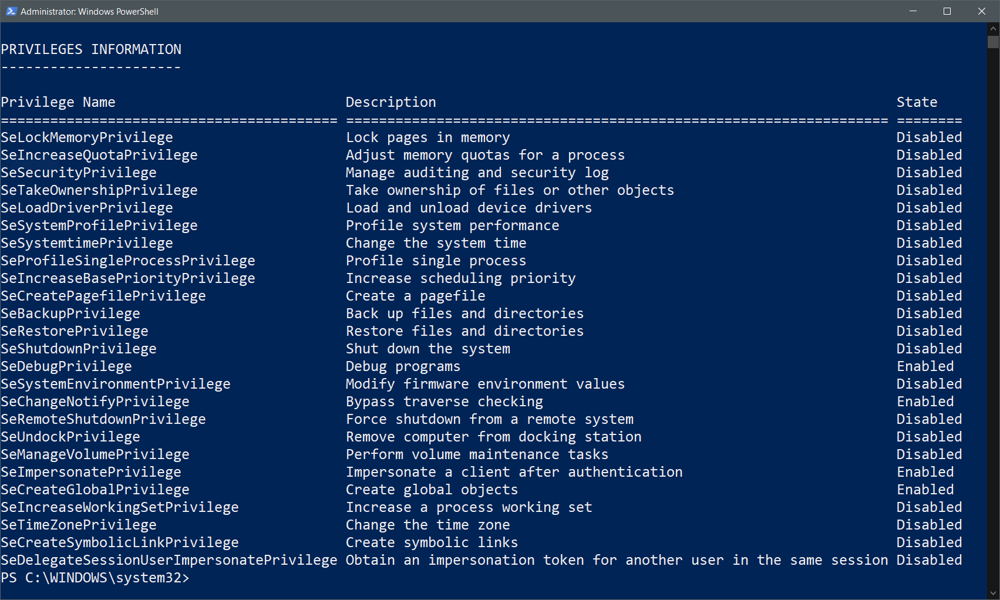 Administrator: Windows PowerShell
PRIVILEGES INFORMATION
----------------------
Privilege Name                            Description                                                        State
========================================= ================================================================== ========
SeLockMemoryPrivilege                     Lock pages in memory                                               Disabled
SeIncreaseQuotaPrivilege                  Adjust memory quotas for a process                                 Disabled
SeSecurityPrivilege                       Manage auditing and security log                                   Disabled
SeTakeOwnershipPrivilege                  Take ownership of files or other objects                           Disabled
SeLoadDriverPrivilege                     Load and unload device drivers                                     Disabled
SeSystemProfilePrivilege                  Profile system performance                                         Disabled
SeSystemtimePrivilege                     Change the system time                                             Disabled
SeProfileSingleProcessPrivilege           Profile single process                                             Disabled
SeIncreaseBasePriorityPrivilege           Increase scheduling priority                                       Disabled
SeCreatePagefilePrivilege                 Create a pagefile                                                  Disabled
SeBackupPrivilege                         Back up files and directories                                      Disabled
SeRestorePrivilege                        Restore files and directories                                      Disabled
SeShutdownPrivilege                       Shut down the system                                               Disabled
SeDebugPrivilege                          Debug programs                                                     Enabled
SeSystemEnvironmentPrivilege              Modify firmware environment values                                 Disabled
SeChangeNotifyPrivilege                   Bypass traverse checking                                           Enabled
SeRemoteShutdownPrivilege                 Force shutdown from a remote system                                Disabled
SeUndockPrivilege                         Remove computer from docking station                               Disabled
SeManageVolumePrivilege                   Perform volume maintenance tasks                                   Disabled
SeImpersonatePrivilege                    Impersonate a client after authentication                          Enabled
SeCreateGlobalPrivilege                   Create global objects                                              Enabled
SeIncreaseWorkingSetPrivilege             Increase a process working set                                     Disabled
SeTimeZonePrivilege                       Change the time zone                                               Disabled
SeCreateSymbolicLinkPrivilege             Create symbolic links                                              Disabled
SeDelegateSessionUserImpersonatePrivilege Obtain an impersonation token for another user in the same session Disabled
PS C:\WINDOWS\system32>